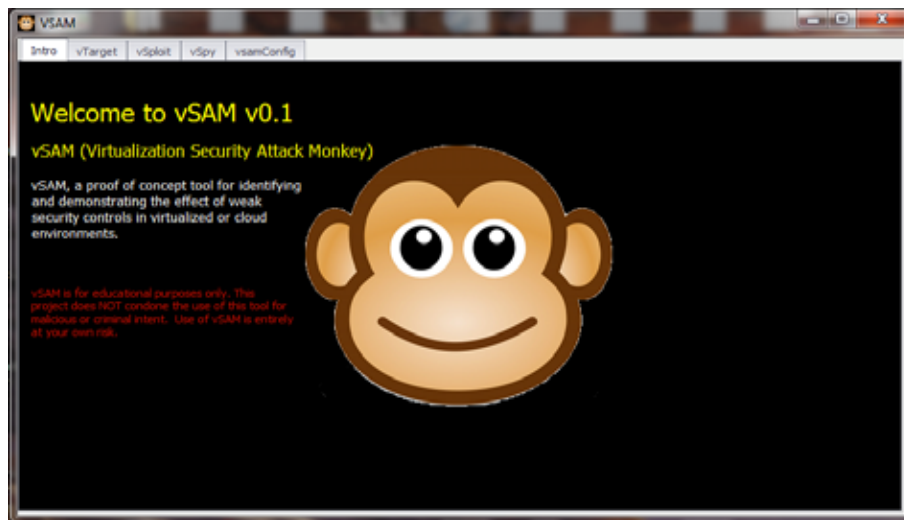 VSAM
Intro vTarget vSploit vSpy vsamConfig
Welcome to vSAM v0.1
vSAM (Virtualization Security Attack Monkey)
vSAM, a proof of concept tool for identifying
and demonstrating the effect of weak
security controls in virtualized or cloud
environments.
vSAM is for educational purposes only. This
project does NOT condone the use of this tool for
malicious or criminal intent. Use of vSAM is entirely
at your own risk.